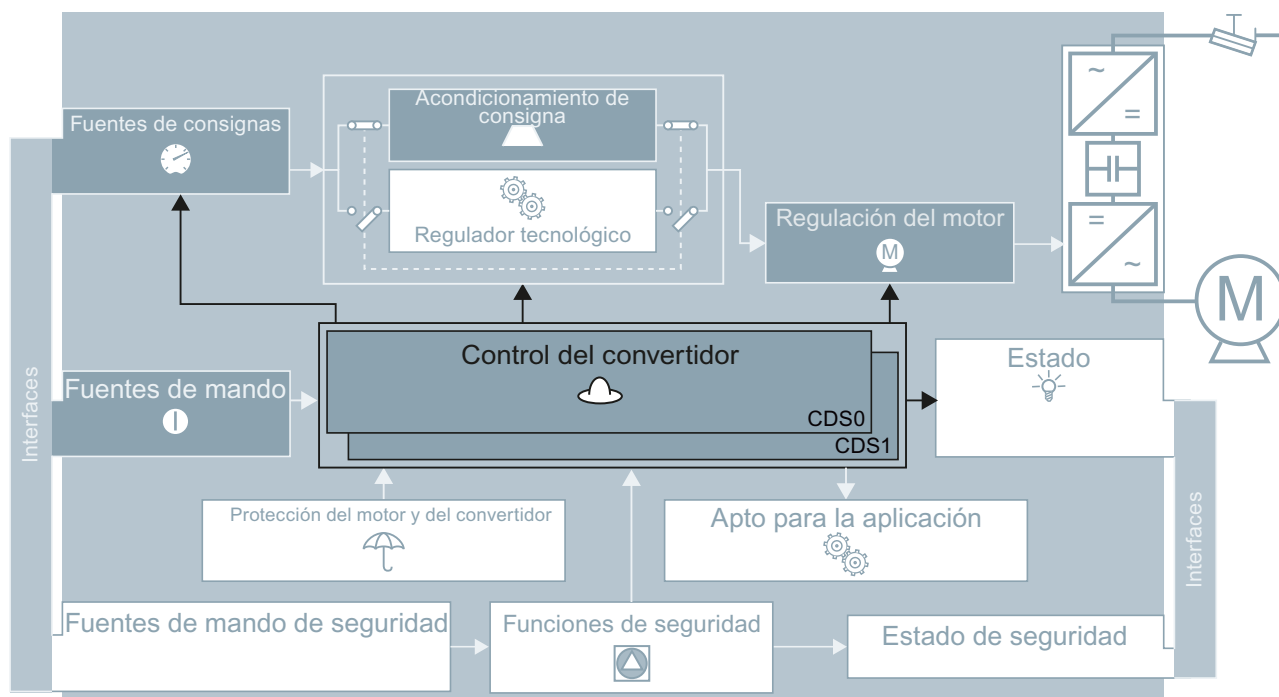 Acondicionamiento de
consigna
Fuentes de consignas
Regulador tecnológico
Regulación del motor
M
~
=
=
~
M
Control del convertidor
CDS0
CDS1
Fuentes de mando
Estado
Interfaces
Interfaces
Protección del motor y del convertidor
Apto para la aplicación
Fuentes de mando de seguridad
Funciones de seguridad
Estado de seguridad